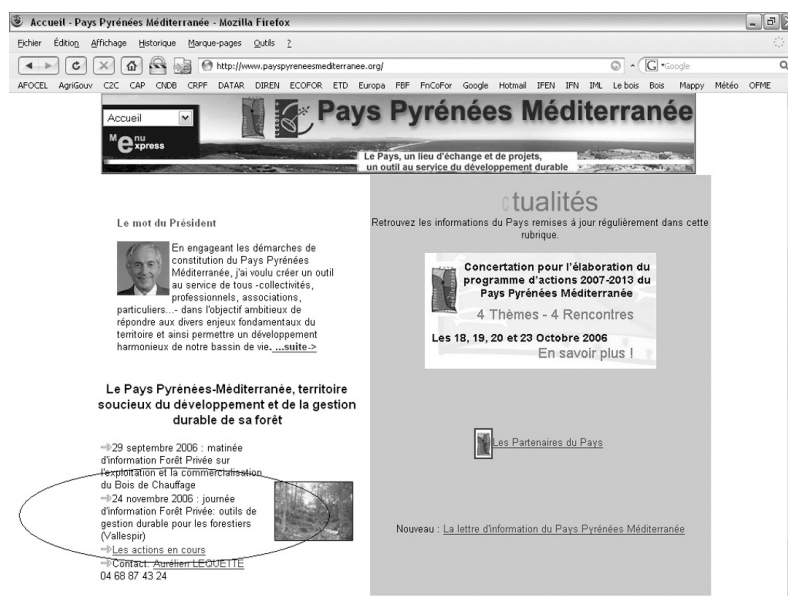 Accueil - Pays Pyrénées Méditerranée - Mozilla Firefox
Fichier Édition Affichage Historique Marque-pages Outils ?
http://www.payspyreneesmediterranee.org/
Google
AFOCEL AgriGouv C2C CAP CNDB CRPF DATAR DIREN ECOFOR ETD Europa FBF FnCoFor Google Hotmail IFEN IFN IML Le bois Bois Mappy Météo OFME
Accueil
Menu express
LEADER
Pays Pyrénées Méditerranée
Le Pays, un lieu d'échange et de projets,
un outil au service du développement durable
Le mot du Président
En engageant les démarches de
constitution du Pays Pyrénées
Méditerranée, j'ai voulu créer un outil
au service de tous -collectivités,
professionnels, associations,
particuliers...- dans l'objectif ambitieux de
répondre aux divers enjeux fondamentaux du
territoire et ainsi permettre un développement
harmonieux de notre bassin de vie. ...suite->
Le Pays Pyrénées-Méditerranée, territoire
soucieux du développement et de la gestion
durable de sa forêt
29 septembre 2006 : matinée
d'information Forêt Privée sur
l'exploitation et la commercialisation
du Bois de Chauffage
24 novembre 2006 : journée
d'information Forêt Privée: outils de
gestion durable pour les forestiers
(Vallespir)
Les actions en cours
Contact: Aurélien LEQUETTE
04 68 87 43 24
ctualités
Retrouvez les informations du Pays remises à jour régulièrement dans cette
rubrique.
Concertation pour l'élaboration du
programme d'actions 2007-2013 du
Pays Pyrénées Méditerranée
4 Thèmes - 4 Rencontres
Les 18, 19, 20 et 23 Octobre 2006
En savoir plus !
Les Partenaires du Pays
Nouveau : La lettre d'information du Pays Pyrénées Méditerranée